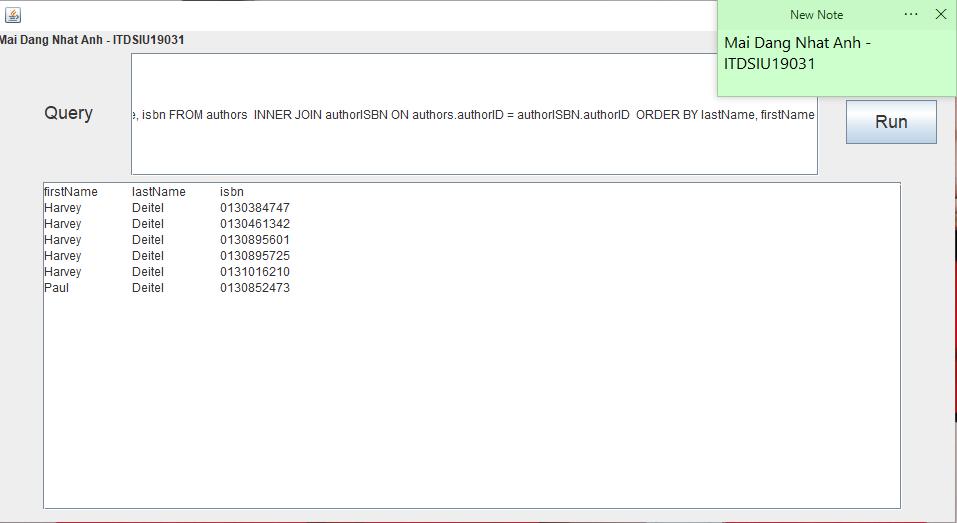 New Note
Mai Dang Nhat Anh - ITDSIU19031
Mai Dang Nhat Anh -
ITDSIU19031
Query
, isbn FROM authors  INNER JOIN authorISBN ON authors.authorID = authorISBN.authorID  ORDER BY lastName, firstName
Run
firstName lastName isbn
Harvey Deitel 0130384747
Harvey Deitel 0130461342
Harvey Deitel 0130895601
Harvey Deitel 0130895725
Harvey Deitel 0131016210
Paul Deitel 0130852473